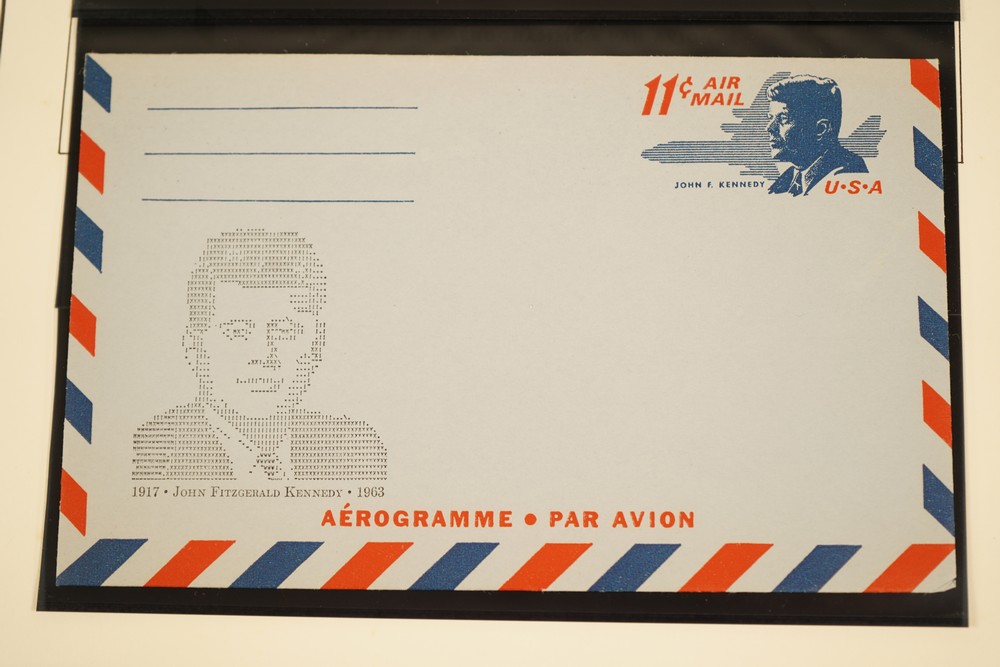 11¢ AIR
MAIL
JOHN F. KENNEDY
U•S•A
1917 • JOHN FITZGERALD KENNEDY • 1963
AÉROGRAMME • PAR AVION